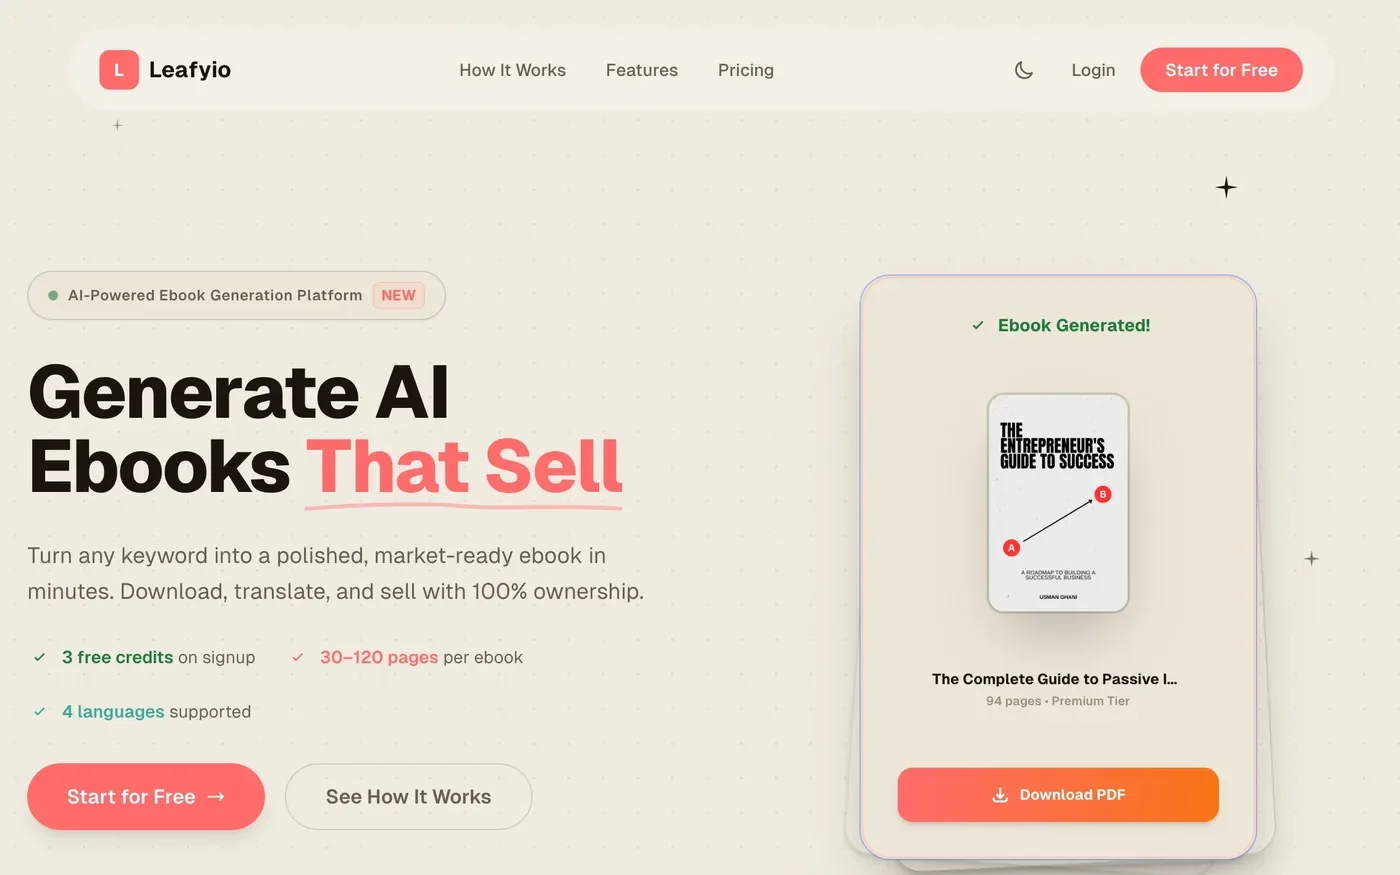 L
Leafyio
How It Works
Features
Pricing
Login
Start for Free
AI-Powered Ebook Generation Platform
NEW
Generate AI
Ebooks That Sell
Turn any keyword into a polished, market-ready ebook in
minutes. Download, translate, and sell with 100% ownership.
3 free credits on signup
30–120 pages per ebook
4 languages supported
Start for Free →
See How It Works
Ebook Generated!
THE
ENTREPRENEUR'S
GUIDE TO SUCCESS
B
A
A ROADMAP TO BUILDING A
SUCCESSFUL BUSINESS
USMAN GHANI
The Complete Guide to Passive I...
94 pages • Premium Tier
Download PDF